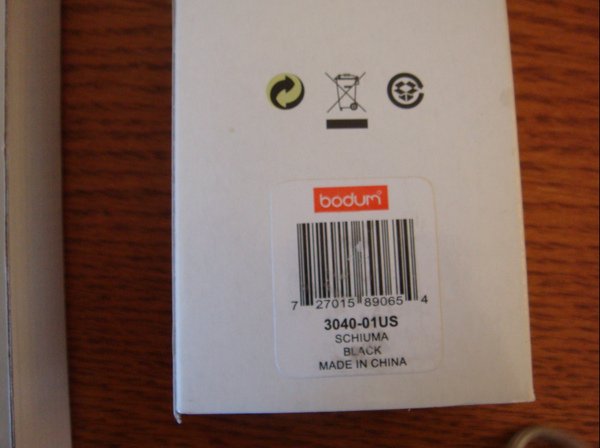 bodum
7 27015 89065 4
3040-01US
SCHIUMA
BLACK
MADE IN CHINA